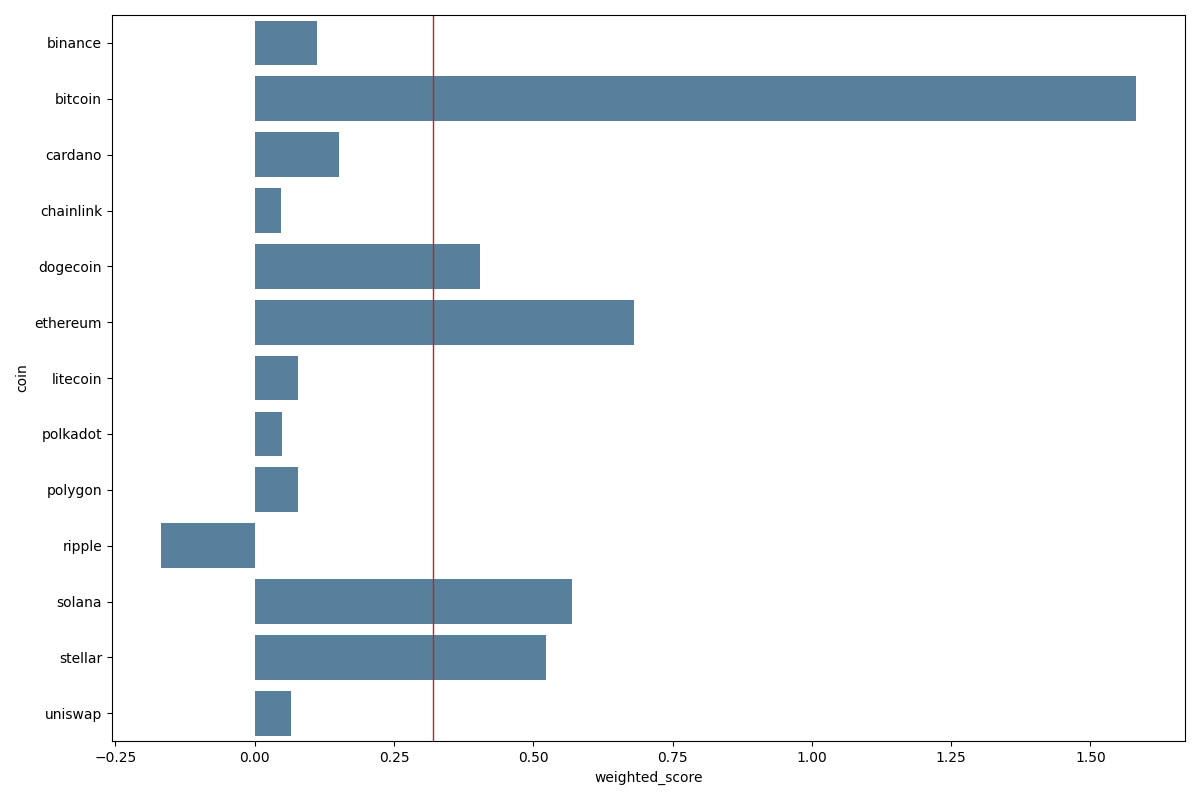 binance
bitcoin
cardano
chainlink
dogecoin
ethereum
litecoin
polkadot
polygon
ripple
solana
stellar
uniswap
coin
−0.25 0.00 0.25 0.50 0.75 1.00 1.25 1.50
weighted_score